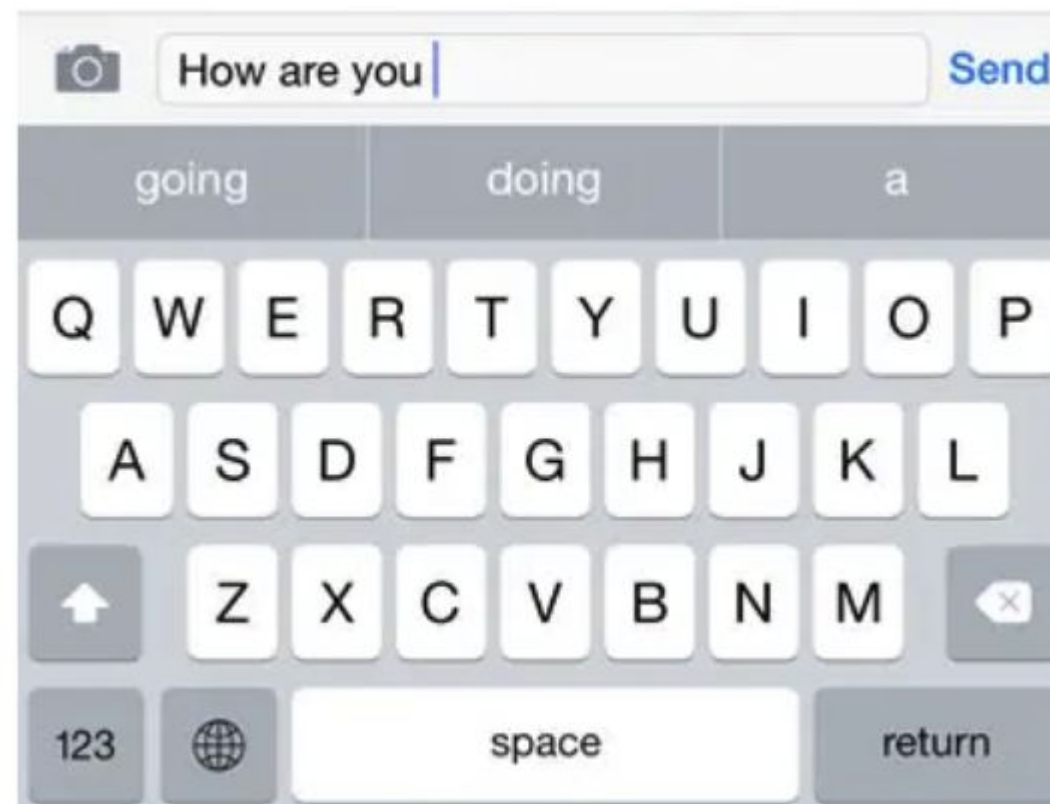 How are you
Send
going doing a
Q W E R T Y U I O P
A S D F G H J K L
Z X C V B N M
123 space return